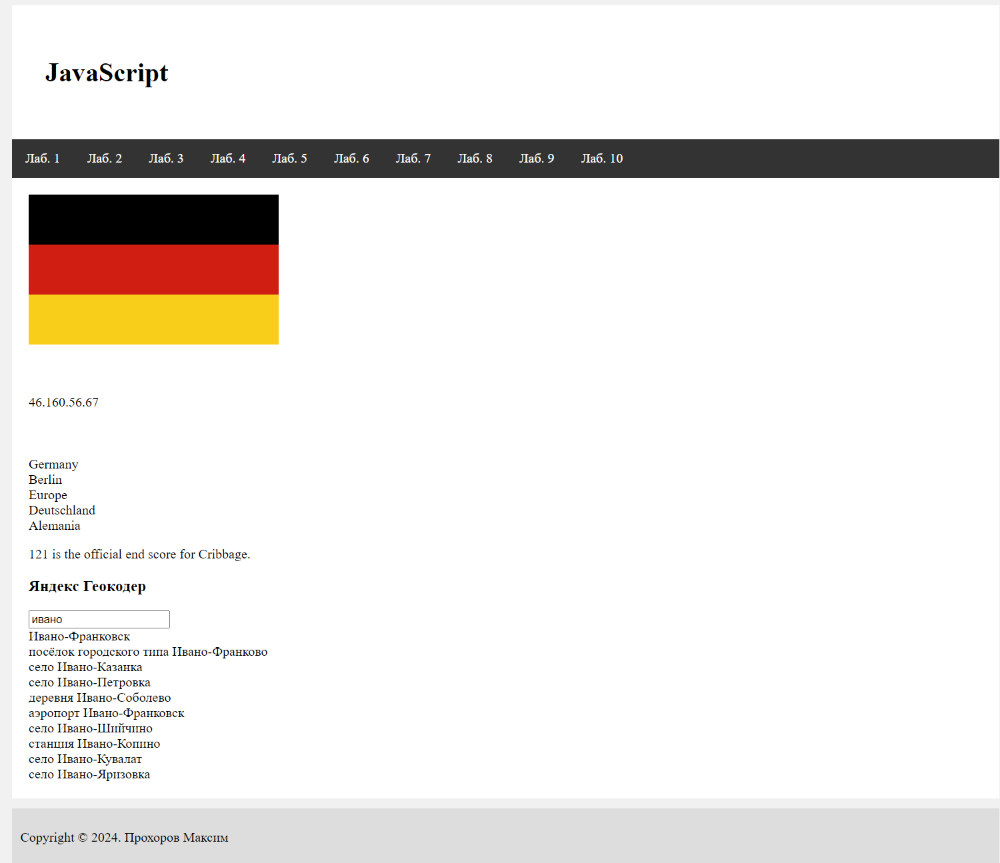 JavaScript
Лаб. 1 Лаб. 2 Лаб. 3 Лаб. 4 Лаб. 5 Лаб. 6 Лаб. 7 Лаб. 8 Лаб. 9 Лаб. 10
46.160.56.67
Germany
Berlin
Europe
Deutschland
Alemania
121 is the official end score for Cribbage.
Яндекс Геокодер
ивано
Ивано-Франковск
посёлок городского типа Ивано-Франково
село Ивано-Казанка
село Ивано-Петровка
деревня Ивано-Соболево
аэропорт Ивано-Франковск
село Ивано-Шийчино
станция Ивано-Копино
село Ивано-Кувалат
село Ивано-Яризовка
Copyright © 2024. Прохоров Максим